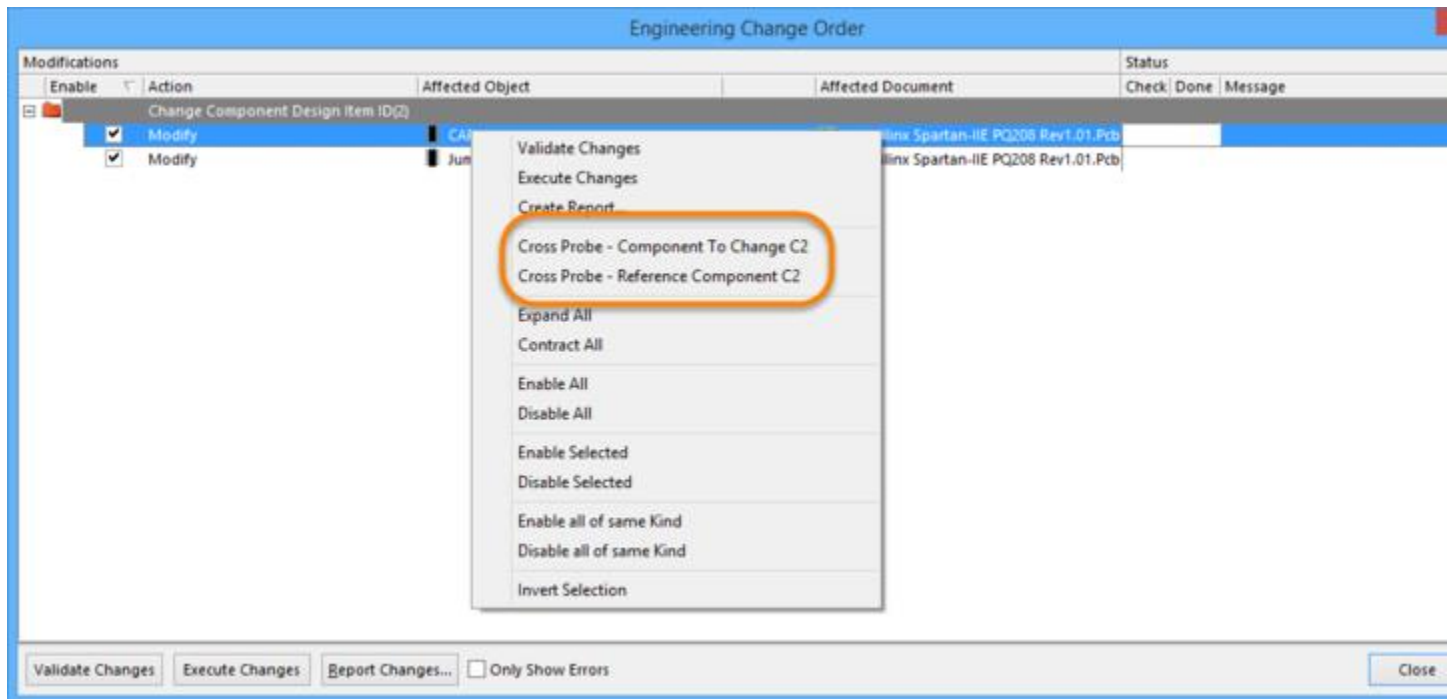 Engineering Change Order
Modifications Status
Enable Action Affected Object Affected Document Check Done Message
Change Component Design Item ID(2)
Modify linx Spartan-IIE PQ208 Rev1.01.Pcb
Modify linx Spartan-IIE PQ208 Rev1.01.Pcb
Validate Changes
Execute Changes
Create Report...
Cross Probe - Component To Change C2
Cross Probe - Reference Component C2
Expand All
Contract All
Enable All
Disable All
Enable Selected
Disable Selected
Enable all of same Kind
Disable all of same Kind
Invert Selection
Validate Changes Execute Changes Report Changes... Only Show Errors Close